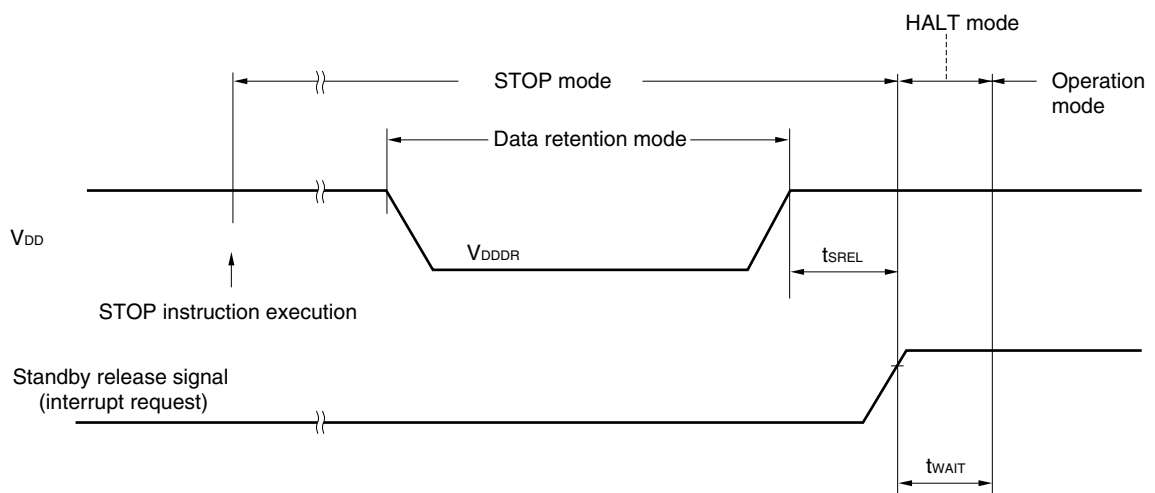 HALT mode
STOP mode
Operation
mode
Data retention mode
VDD
VDDDR
tSREL
STOP instruction execution
Standby release signal
(interrupt request)
tWAIT